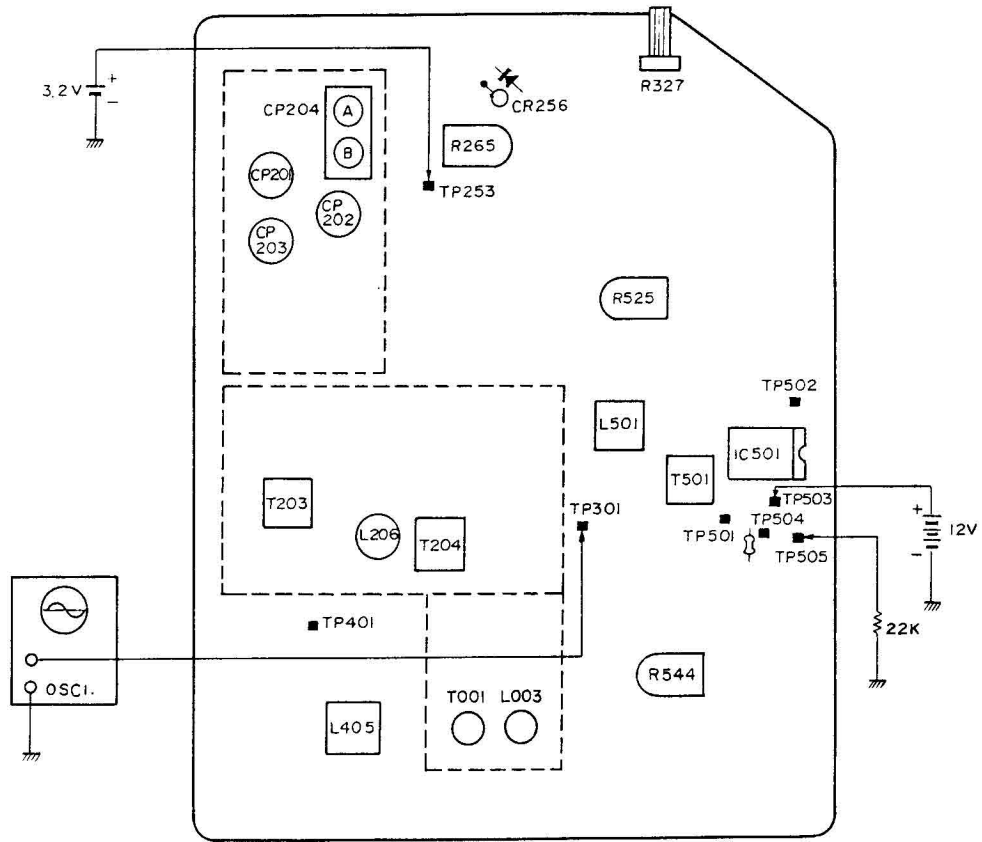 R327
3.2V
+
−
CP204
A
B
CR256
R265
CP201
TP253
CP
202
CP
203
R525
TP502
L501
IC501
T501
T203
TP301
TP503
+
12V
−
L206
T204
TP501
TP504
TP505
TP401
22K
OSCI.
R544
T001
L003
L405